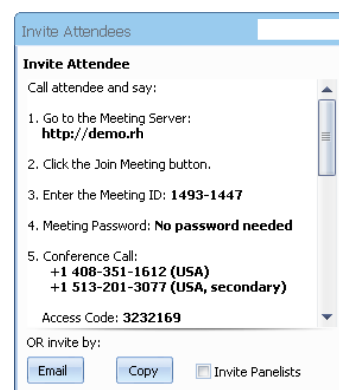 Invite Attendees
Invite Attendee
Call attendee and say:
1. Go to the Meeting Server:
http://demo.rh
2. Click the Join Meeting button.
3. Enter the Meeting ID: 1493-1447
4. Meeting Password: No password needed
5. Conference Call:
+1 408-351-1612 (USA)
+1 513-201-3077 (USA, secondary)
Access Code: 3232169
OR invite by:
Email Copy Invite Panelists